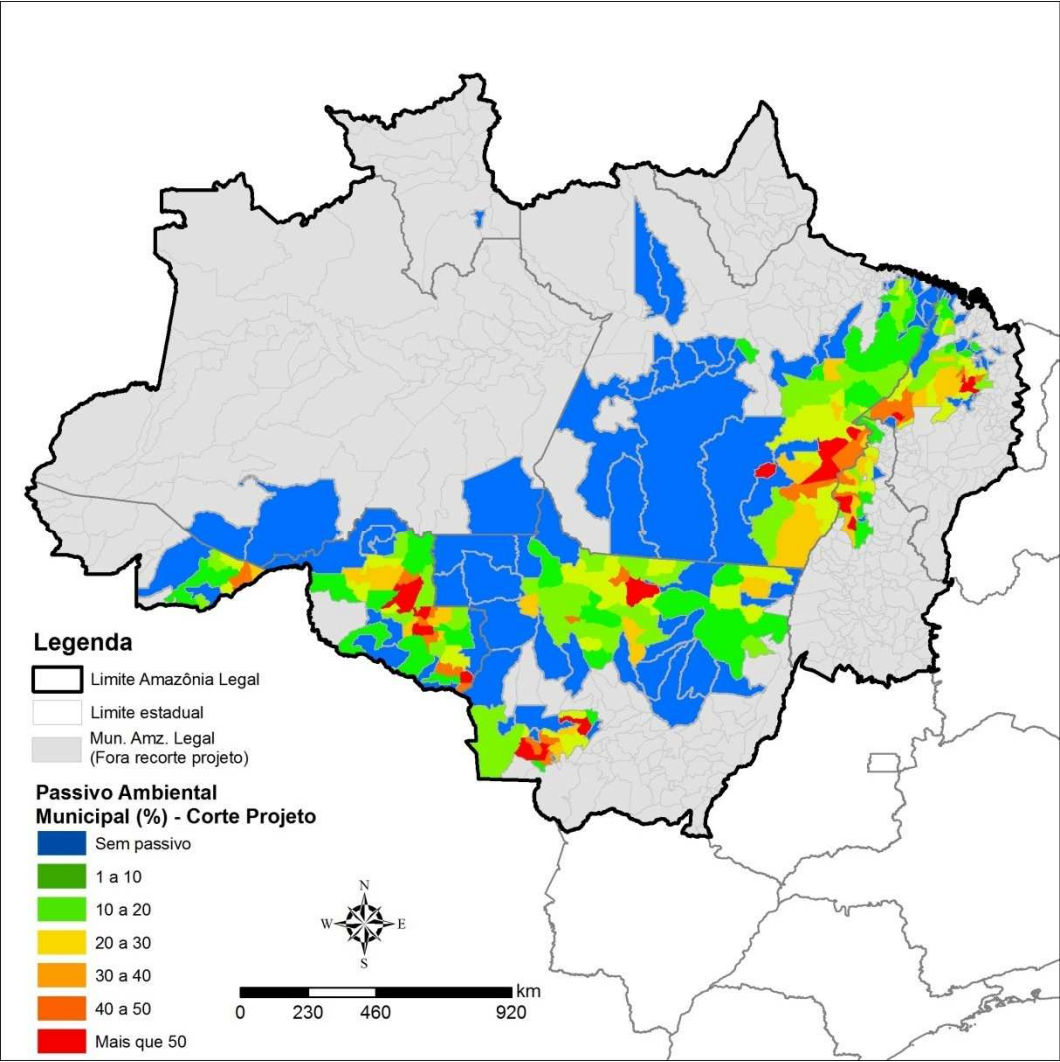 Legenda
Limite Amazônia Legal
Limite estadual
Mun. Amz. Legal
(Fora recorte projeto)
Passivo Ambiental
Municipal (%) - Corte Projeto
Sem passivo
1 a 10
10 a 20
20 a 30
30 a 40
40 a 50
Mais que 50
N
W E
S
km
0 230 460 920